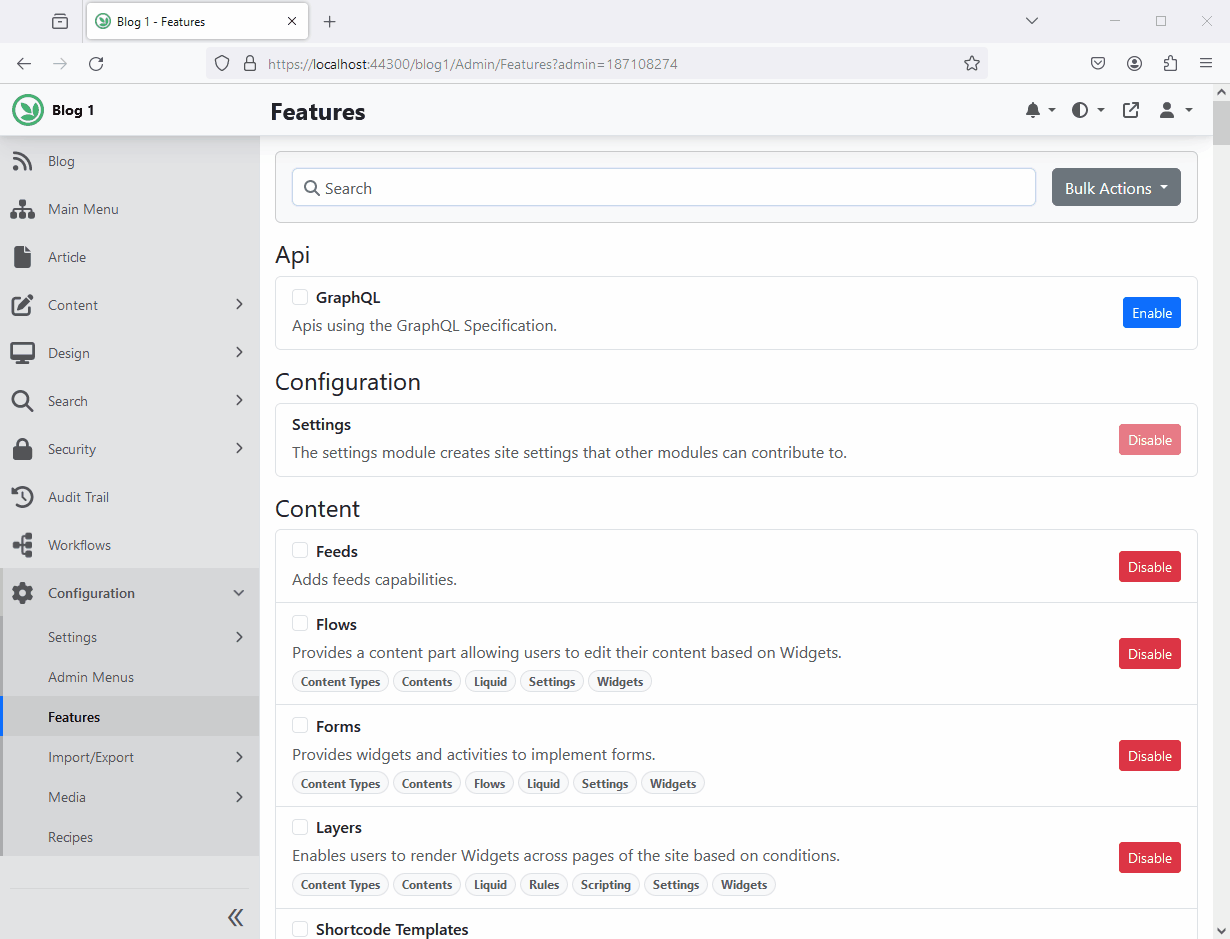 Blog 1 - Features
https://localhost:44300/blog1/Admin/Features?admin=187108274
Blog 1
Features
Blog
Main Menu
Article
Content
Design
Search
Security
Audit Trail
Workflows
Configuration
Settings
Admin Menus
Features
Import/Export
Media
Recipes
Search
Bulk Actions
Api
GraphQL
Apis using the GraphQL Specification.
Enable
Configuration
Settings
The settings module creates site settings that other modules can contribute to.
Disable
Content
Feeds
Adds feeds capabilities.
Disable
Flows
Provides a content part allowing users to edit their content based on Widgets.
Content Types Contents Liquid Settings Widgets
Disable
Forms
Provides widgets and activities to implement forms.
Content Types Contents Flows Liquid Settings Widgets
Disable
Layers
Enables users to render Widgets across pages of the site based on conditions.
Content Types Contents Liquid Rules Scripting Settings Widgets
Disable
Shortcode Templates